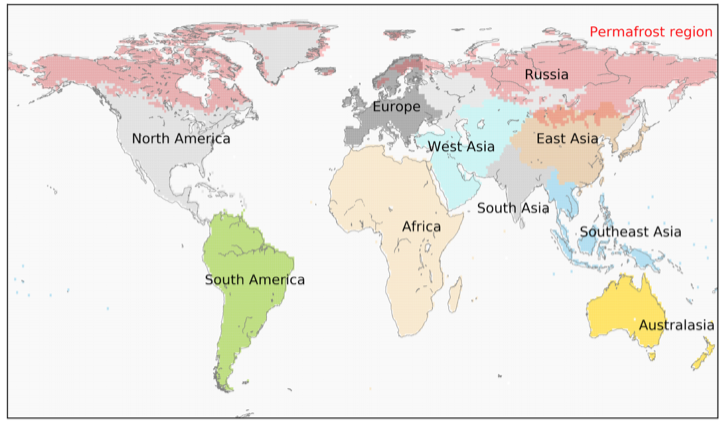 Permafrost region
Russia
Europe
North America
East Asia
West Asia
South Asia
Africa
Southeast Asia
South America
Australasia